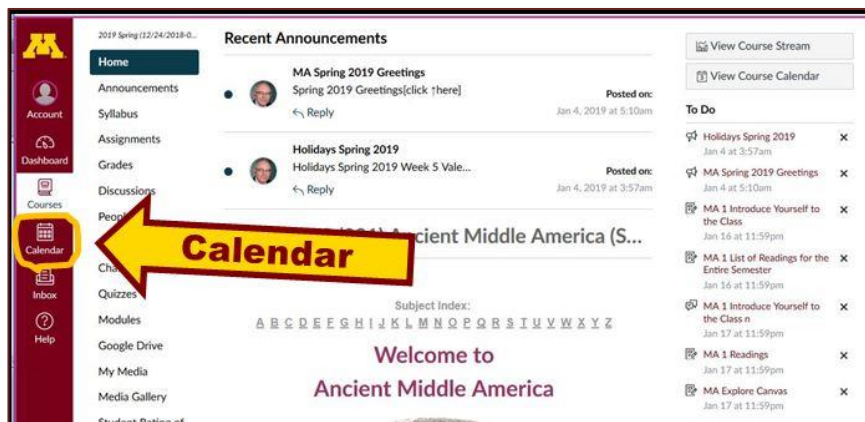 Account
Dashboard
Courses
Calendar
Inbox
Help
2019 Spring (12/24/2018-0...
Home
Announcements
Syllabus
Assignments
Grades
Discussions
Quizzes
Modules
Google Drive
My Media
Media Gallery
Student Rating of
Calendar
Recent Announcements
MA Spring 2019 Greetings
Spring 2019 Greetings[click ↑here]
Reply
Posted on:
Jan 4, 2019 at 5:10am
Holidays Spring 2019
Holidays Spring 2019 Week 5 Vale...
Reply
Posted on:
Jan 4, 2019 at 3:57am
Ancient Middle America (S...
Subject Index:
A B C D E F G H I J K L M N O P Q R S T U V W X Y Z
Welcome to
Ancient Middle America
View Course Stream
View Course Calendar
To Do
Holidays Spring 2019
Jan 4 at 3:57am
MA Spring 2019 Greetings
Jan 4 at 5:10am
MA 1 Introduce Yourself to
the Class
Jan 16 at 11:59pm
MA 1 List of Readings for the
Entire Semester
Jan 16 at 11:59pm
MA 1 Introduce Yourself to
the Class n
Jan 17 at 11:59pm
MA 1 Readings
Jan 17 at 11:59pm
MA Explore Canvas
Jan 17 at 11:59pm